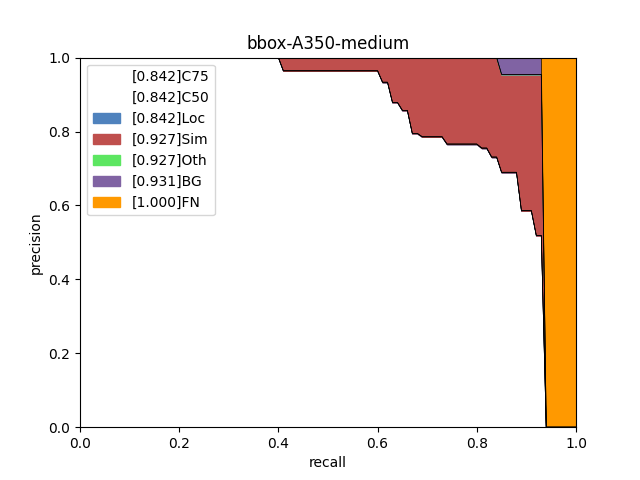 bbox-A350-medium
[0.842]C75
[0.842]C50
[0.842]Loc
[0.927]Sim
[0.927]Oth
[0.931]BG
[1.000]FN
precision
1.0
0.8
0.6
0.4
0.2
0.0
0.0 0.2 0.4 0.6 0.8 1.0
recall